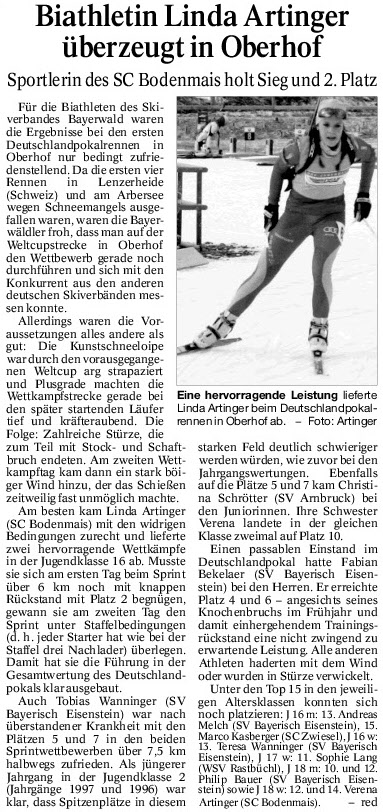 Biathletin Linda Artinger
überzeugt in Oberhof
Sportlerin des SC Bodenmais holt Sieg und 2. Platz
Für die Biathleten des Ski-
verbandes Bayerwald waren
die Ergebnisse bei den ersten
Deutschlandpokalrennen in
Oberhof nur bedingt zufrie-
denstellend. Da die ersten vier
Rennen in Lenzerheide
(Schweiz) und am Arbersee
wegen Schneemangels ausge-
fallen waren, waren die Bayer-
wäldler froh, dass man auf der
Weltcupstrecke in Oberhof
den Wettbewerb gerade noch
durchführen und sich mit den
Konkurrent aus den anderen
deutschen Skiverbänden mes-
sen konnte.
Allerdings waren die Vor-
aussetzungen alles andere als
gut: Die Kunstschneeloipe
war durch den vorausgegange-
nen Weltcup arg strapaziert
und Plusgrade machten die
Wettkampfstrecke gerade bei
den später startenden Läufer
tief und kräfteraubend. Die
Folge: Zahlreiche Stürze, die
zum Teil mit Stock- und Schaft-
bruch endeten. Am zweiten Wet-
tkampftag kam dann ein stark böi-
ger Wind hinzu, der das Schießen
zeitweilig fast unmöglich machte.
Am besten kam Linda Artinger
(SC Bodenmais) mit den widrigen
Bedingungen zurecht und lieferte
zwei hervorragende Wettkämpfe
in der Jugendklasse 16 ab. Musste
sie sich am ersten Tag beim Sprint
über 6 km noch mit knappen
Rückstand mit Platz 2 begnügen,
gewann sie am zweiten Tag den
Sprint unter Staffelbedingungen
(d. h. jeder Starter hat wie bei der
Staffel drei Nachlader) überlegen.
Damit hat sie die Führung in der
Gesamtwertung des Deutschland-
pokals klar ausgebaut.
Auch Tobias Wanninger (SV
Bayerisch Eisenstein) war nach
überstandener Krankheit mit den
Plätzen 5 und 7 in den beiden
Sprintwettbewerben über 7,5 km
halbwegs zufrieden. Als jüngerer
Jahrgang in der Jugendklasse 2
(Jahrgänge 1997 und 1996) war
klar, dass Spitzenplätze in diesem
Eine hervorragende Leistung lieferte
Linda Artinger beim Deutschlandpokal-
rennen in Oberhof ab. – Foto: Artinger
starken Feld deutlich schwieriger
werden würden, wie zuvor bei den
Jahrgangswertungen. Ebenfalls
auf die Plätze 5 und 7 kam Christi-
na Schrötter (SV Arnbruck) bei
den Juniorinnen. Ihre Schwester
Verena landete in der gleichen
Klasse zweimal auf Platz 10.
Einen passablen Einstand im
Deutschlandpokal hatte Fabian
Bekelaer (SV Bayerisch Eisen-
stein) bei den Herren. Er erreichte
Platz 4 und 6 – angesichts seines
Knochenbruchs im Frühjahr und
damit einhergehendem Trainings-
rückstand eine nicht zwingend zu
erwartende Leistung. Alle anderen
Athleten haderten mit dem Wind
oder wurden in Stürze verwickelt.
Unter den Top 15 in den jeweili-
gen Altersklassen konnten sich
noch platzieren: J 16 m: 13. Andreas
Melch (SV Bayerisch Eisenstein), 15.
Marco Kasberger (SC Zwiesel), J 16 w:
13. Teresa Wanninger (SV Bayerisch
Eisenstein), J 17 w: 11. Sophie Lang
(WSV Rastbüchl), J 18 m: 10. und 12.
Philip Bauer (SV Bayerisch Eisen-
stein) sowie J 18 w: 12. und 14. Verena
Artinger (SC Bodenmais). – red